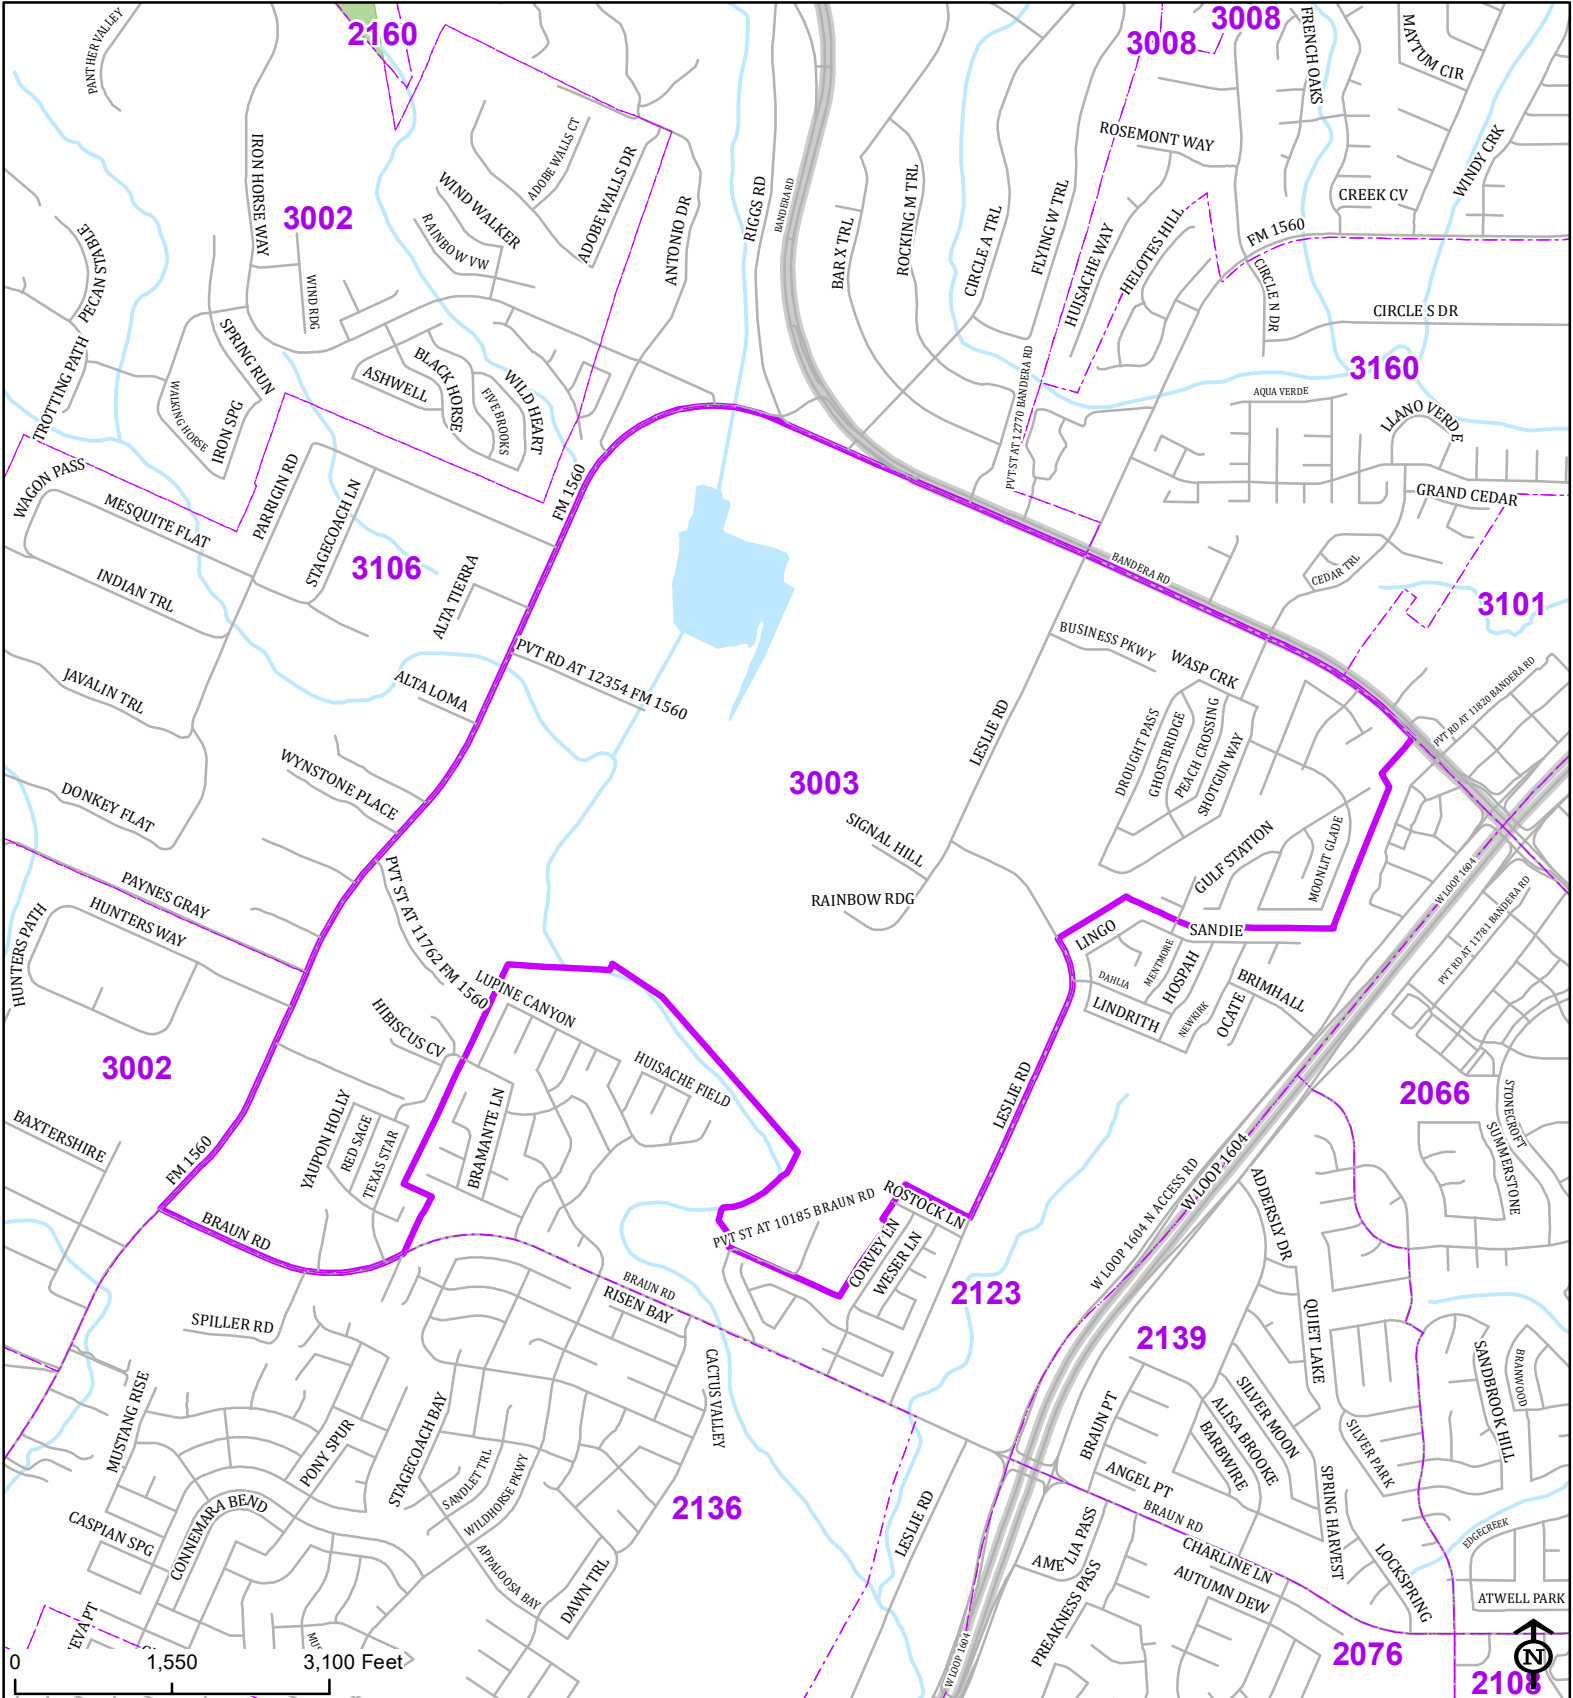 2160
3008
3008
PANTHER VALLEY
FRENCH OAKS
MAYTUM CIR
WINDY CRK
ROSEMONT WAY
CREEK CV
IRON HORSE WAY
3002
WIND WALKER
ADOBE WALLS CT
ADOBE WALLS DR
RAINBOW VW
ANTONIO DR
RIGGS RD
BANDERA RD
BAR X TRL
ROCKING M TRL
CIRCLE A TRL
FLYING W TRL
HUISACHE WAY
HELOTES HILL
FM 1560
CIRCLE N DR
CIRCLE S DR
3160
PECAN STABLE
WIND RDG
TROTTING PATH
SPRING RUN
WALKING HORSE
IRON SPG
ASHWELL
BLACK HORSE
FIVE BROOKS
WILD HEART
PVT ST AT 12770 BANDERA RD
AQUA VERDE
LLANO VERDE
GRAND CEDAR
WAGON PASS
MESQUITE FLAT
PARRIGIN RD
STAGECOACH LN
FM 1560
3106
INDIAN TRL
ALTA TIERRA
BANDERA RD
CEDAR TRL
3101
BUSINESS PKWY
WASP CRK
PVT RD AT 12354 FM 1560
JAVALIN TRL
ALTA LOMA
LESLIE RD
DROUGHT PASS
GHOSTBRIDGE
PEACH CROSSING
SHOTGUN WAY
PVT RD AT 11820 BANDERA RD
WYNSTONE PLACE
3003
DONKEY FLAT
SIGNAL HILL
GULF STATION
MOONLIT GLADE
PAYNES GRAY
PVT ST AT 11762 FM 1560
RAINBOW RDG
W LOOP 1604
PVT RD AT 11781 BANDERA RD
HUNTERS PATH
HUNTERS WAY
LINGO
SANDIE
DAHLIA
MENTMORE
HOSPAH
LINDRITH
NEWKIRK
OCATE
BRIMHALL
LUPINE CANYON
HIBISCUS CV
HUISACHE FIELD
3002
BAXTERSHIRE
YAUPON HOLLY
RED SAGE
TEXAS STAR
BRAMANTE LN
LESLIE RD
2066
STONECROFT
SUMMERSTONE
FM 1560
BRAUN RD
PVT ST AT 10185 BRAUN RD
ROSTOCK LN
CORVEY LN
WESER LN
W LOOP 1604 N ACCESS RD
W LOOP 1604
ADDERSLY DR
2123
BRAUN RD
RISEN BAY
SPILLER RD
2139
QUIET LAKE
CACTUS VALLEY
MUSTANG RISE
PONY SPUR
STAGECOACH BAY
SANDLET TRL
WILDHORSE PKWY
BRAUN PT
SILVER MOON
ALISA BROOKE
BARBWIRE
SILVER PARK
SANDBROOK HILL
BRANWOOD
ANGEL PT
SPRING HARVEST
CASPIAN SPG
CONNEMARA BEND
2136
LESLIE RD
BRAUN RD
CHARLINE LN
AUTUMN DEW
EDGECREEK
LOCKSPRING
APPALOOSA BAY
DAWN TRL
AMELIA PASS
PREAKNESS PASS
ATWELL PARK
EVA PT
MUS
W LOOP 1604
2076
2108
N
0
1,550
3,100 Feet